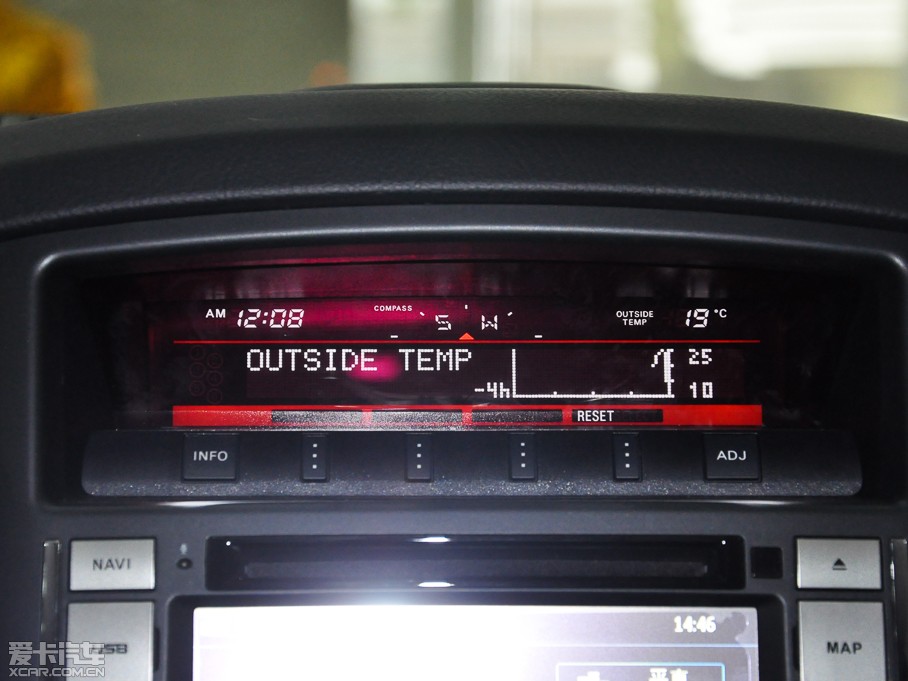 AM 12:08 COMPASS S W OUTSIDE TEMP 19°C
OUTSIDE TEMP 25
-4h 10
RESET
INFO ADJ
NAVI
14:46
MAP
爱卡汽车
XCAR.COM.CN